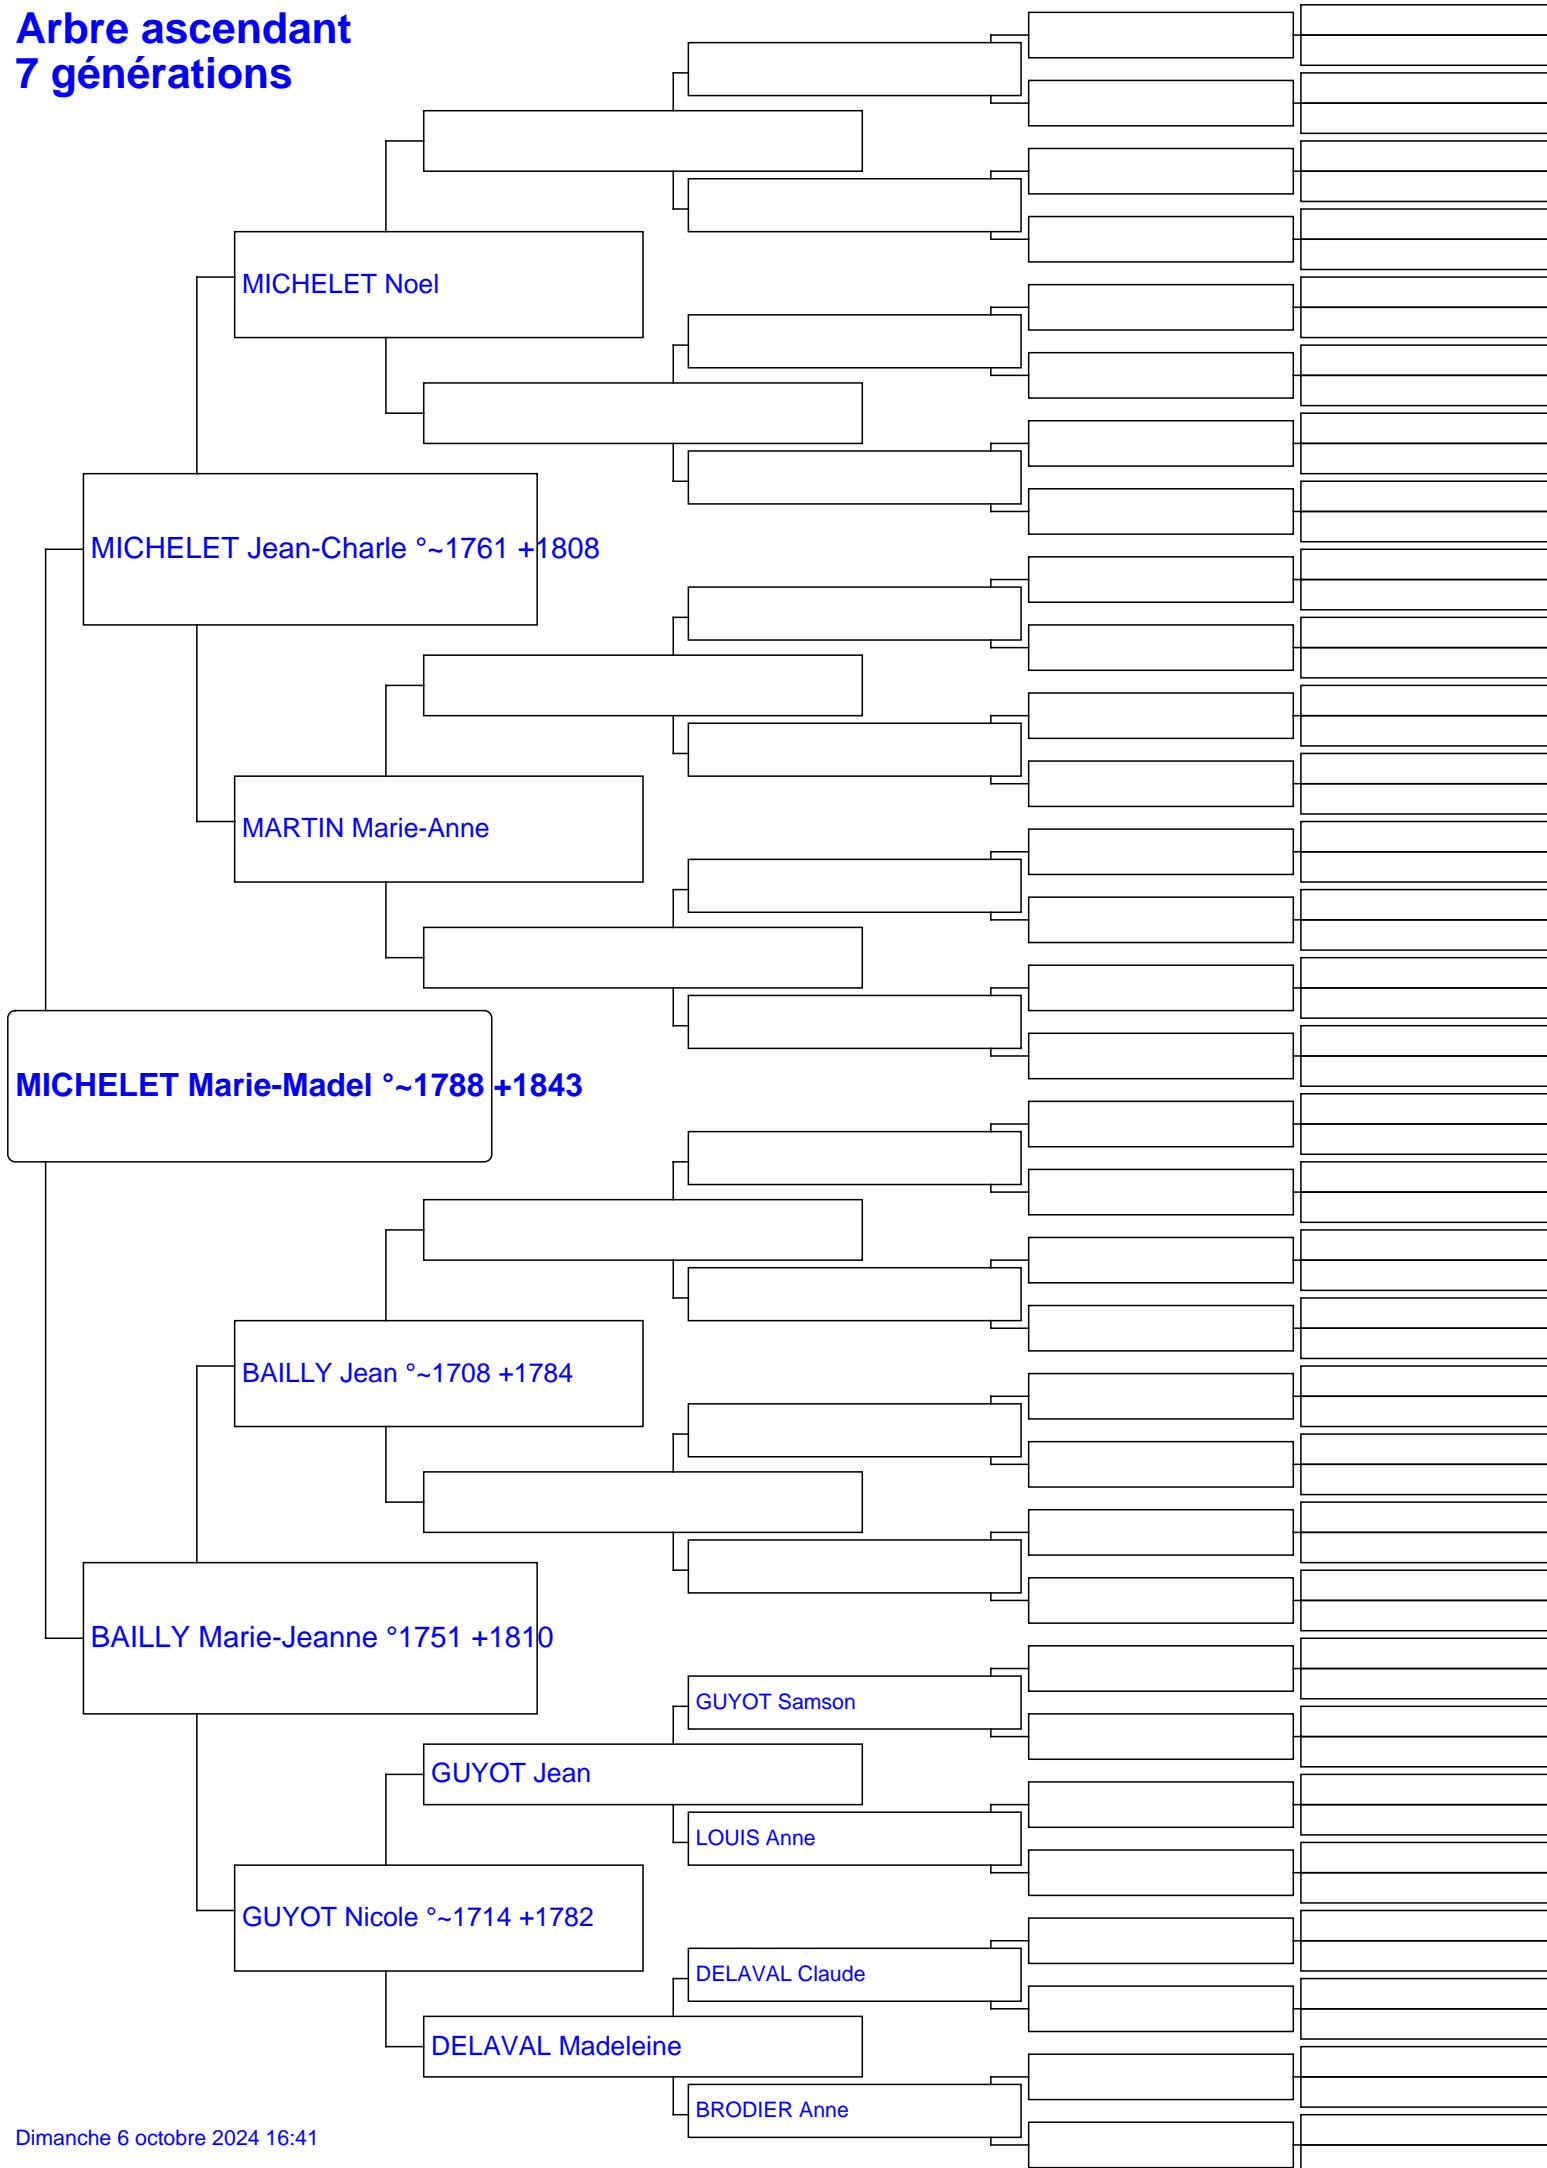 Arbre ascendant
7 générations
MICHELET Noel
MICHELET Jean-Charle °~1761 +1808
MARTIN Marie-Anne
MICHELET Marie-Madel °~1788 +1843
BAILLY Jean °~1708 +1784
BAILLY Marie-Jeanne °1751 +1810
GUYOT Samson
GUYOT Jean
LOUIS Anne
GUYOT Nicole °~1714 +1782
DELAVAL Claude
DELAVAL Madeleine
BRODIER Anne
Dimanche 6 octobre 2024 16:41